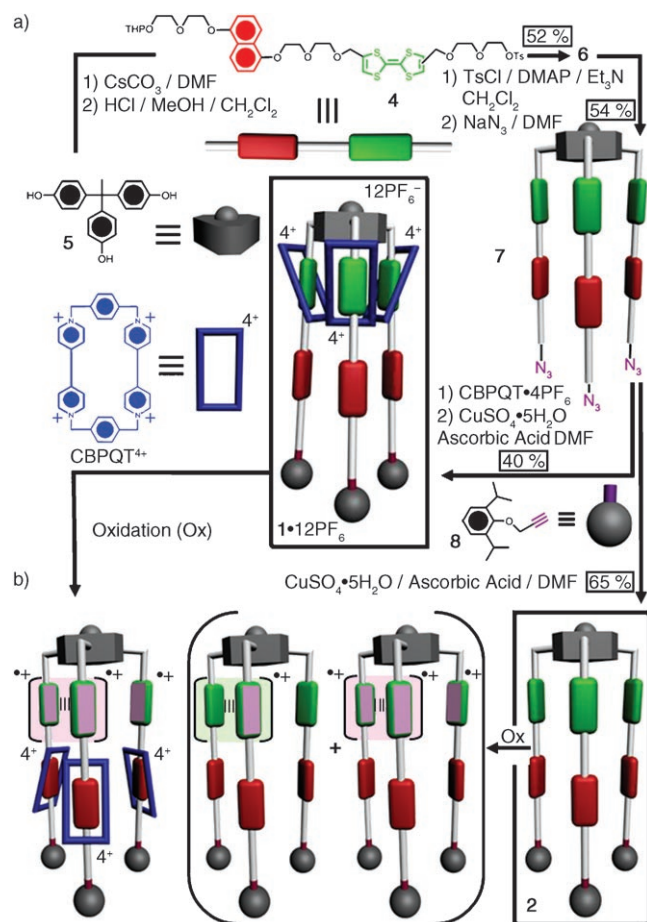 a)
THPO
O
O
O
O
O
O
S
S
S
S
O
O
OTs
52 %
6
1) CsCO₃ / DMF
2) HCl / MeOH / CH₂Cl₂
4
1) TsCl / DMAP / Et₃N
CH₂Cl₂
2) NaN₃ / DMF
54 %
12PF₆⁻
HO
OH
5
OH
4⁺
4⁺
7
4⁺
4⁺
N₃
N₃
N₃
+N
N+
+N
N+
CBPQT⁴⁺
1) CBPQT•4PF₆
2) CuSO₄•5H₂O
Ascorbic Acid DMF
40 %
Oxidation (Ox)
1•12PF₆
8
O
b)
CuSO₄•5H₂O / Ascorbic Acid / DMF
65 %
•+
•+
•+
•+
•+
•+
•+
4⁺
4⁺
4⁺
+
Ox
2